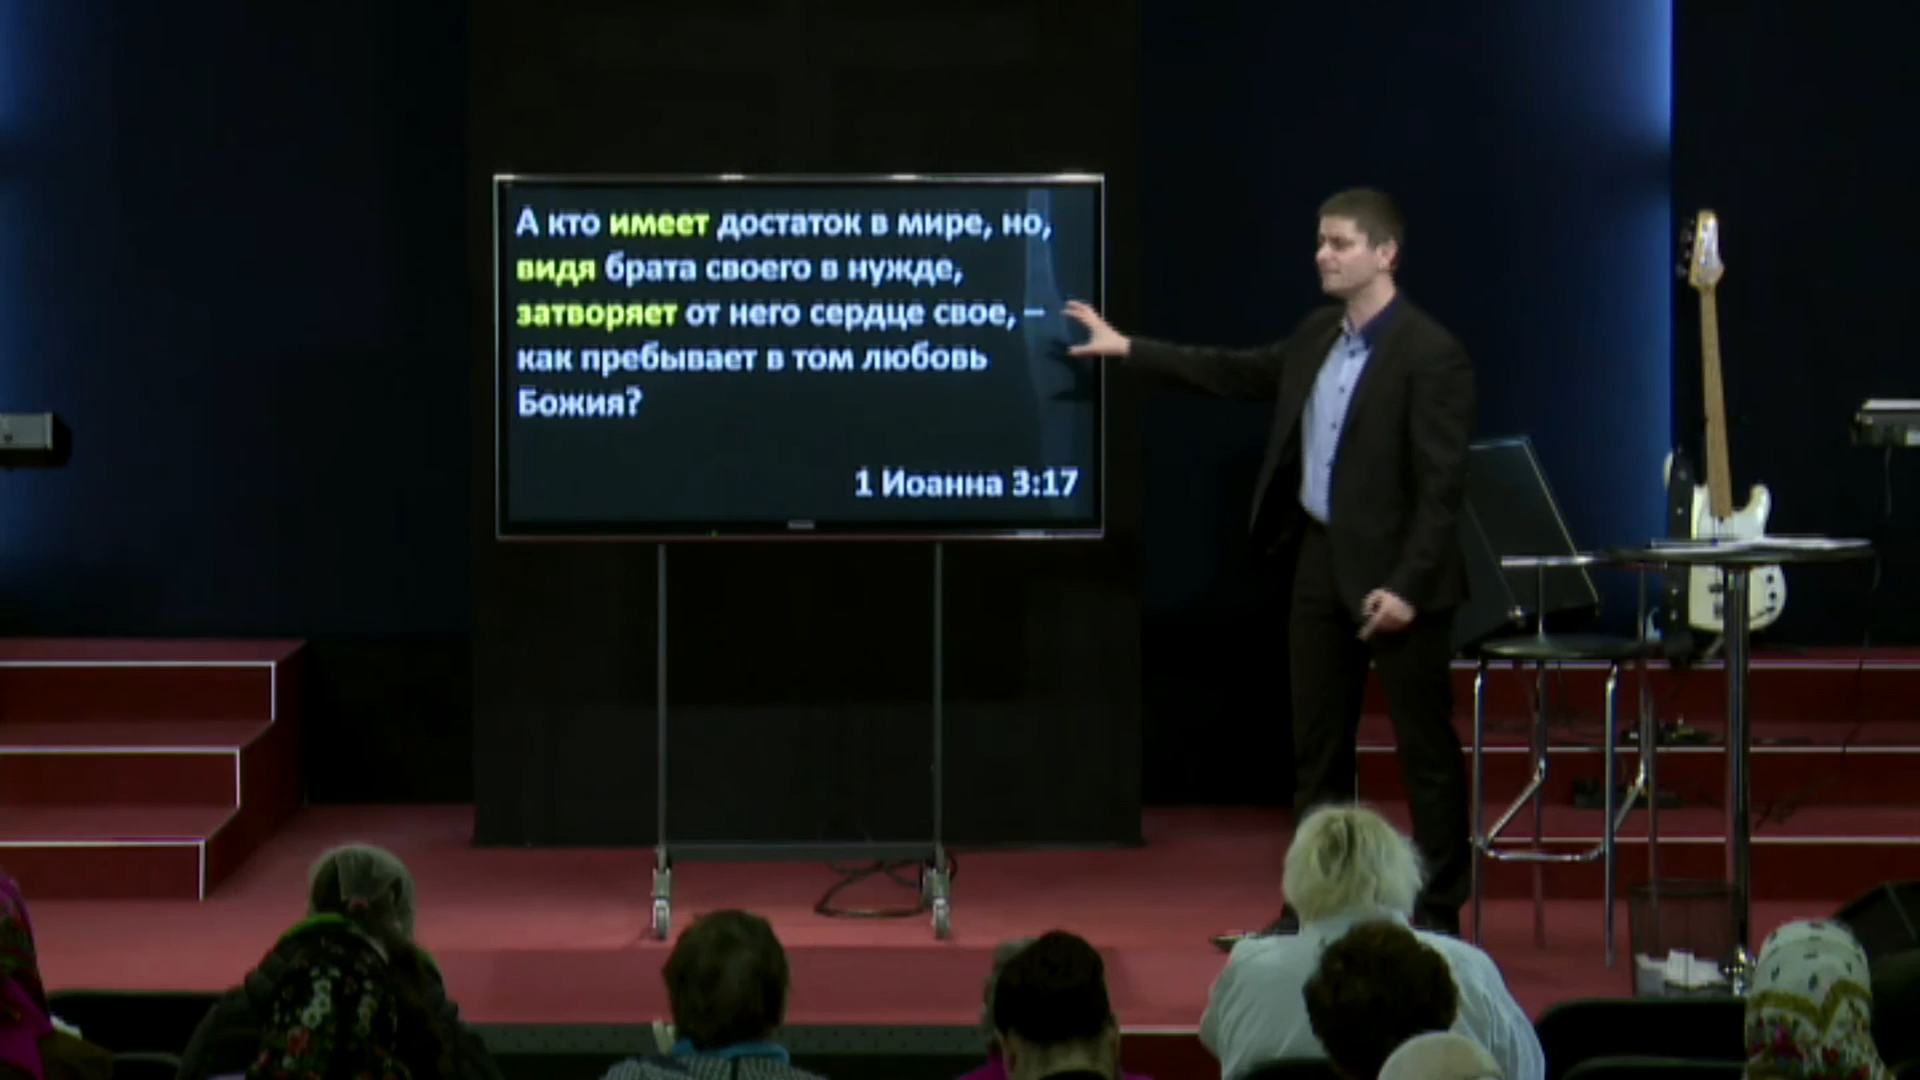 А кто имеет достаток в мире, но,
видя брата своего в нужде,
затворяет от него сердце свое, –
как пребывает в том любовь
Божия?
1 Иоанна 3:17